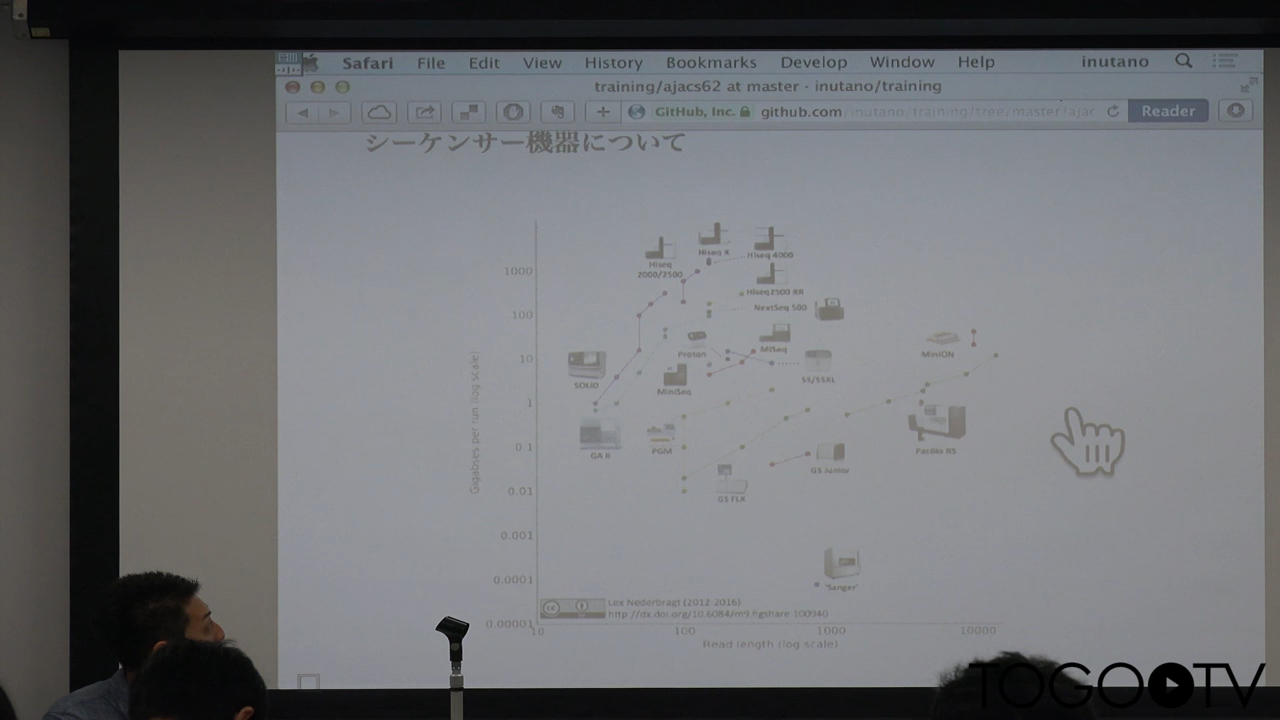 Safari File Edit View History Bookmarks Develop Window Help inutano
training/ajacs62 at master · inutano/training
GitHub, Inc. github.com/inutano/training/tree/master/ajac Reader
シーケンサー機器について
Hiseq X
Hiseq 4000
Hiseq 2000/2500
Hiseq2500 RR
NextSeq 500
Proton
MiSeq
MinION
SOLiD
MiniSeq
S5/S5XL
GA II
PGM
PacBio RS
GS Junior
GS FLX
"Sanger"
Gigabses per run (log scale)
1000
100
10
1
0.1
0.01
0.001
0.0001
0.00001
Lex Nederbragt (2012-2016)
http://dx.doi.org/10.6084/m9.figshare.100940
10 100 1000 10000
Read length (log scale)
TOGOTV